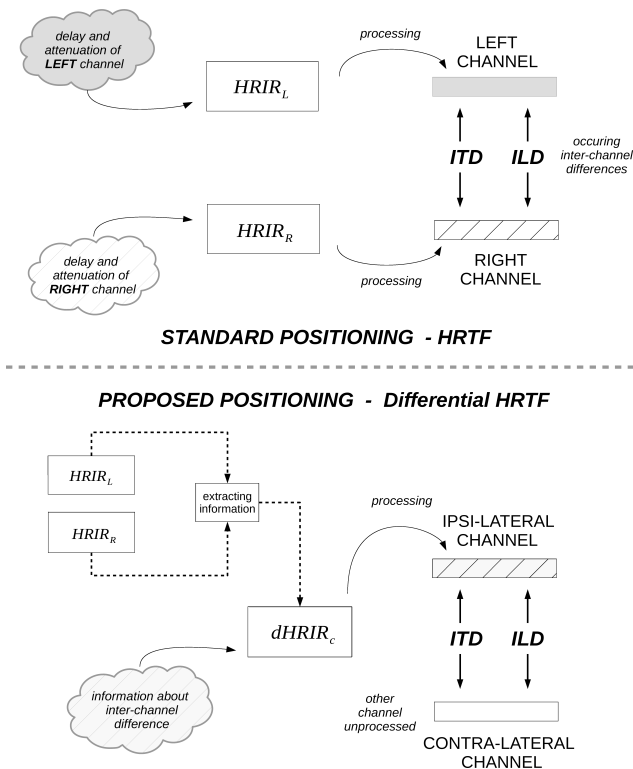 delay and
attenuation of
LEFT channel
HRIR_L
processing
LEFT
CHANNEL
ITD
ILD
occuring
inter-channel
differences
HRIR_R
delay and
attenuation of
RIGHT channel
processing
RIGHT
CHANNEL
STANDARD POSITIONING - HRTF
PROPOSED POSITIONING - Differential HRTF
HRIR_L
HRIR_R
extracting
information
dHRIR_c
information about
inter-channel
difference
processing
IPSI-LATERAL
CHANNEL
ITD
ILD
other
channel
unprocessed
CONTRA-LATERAL
CHANNEL